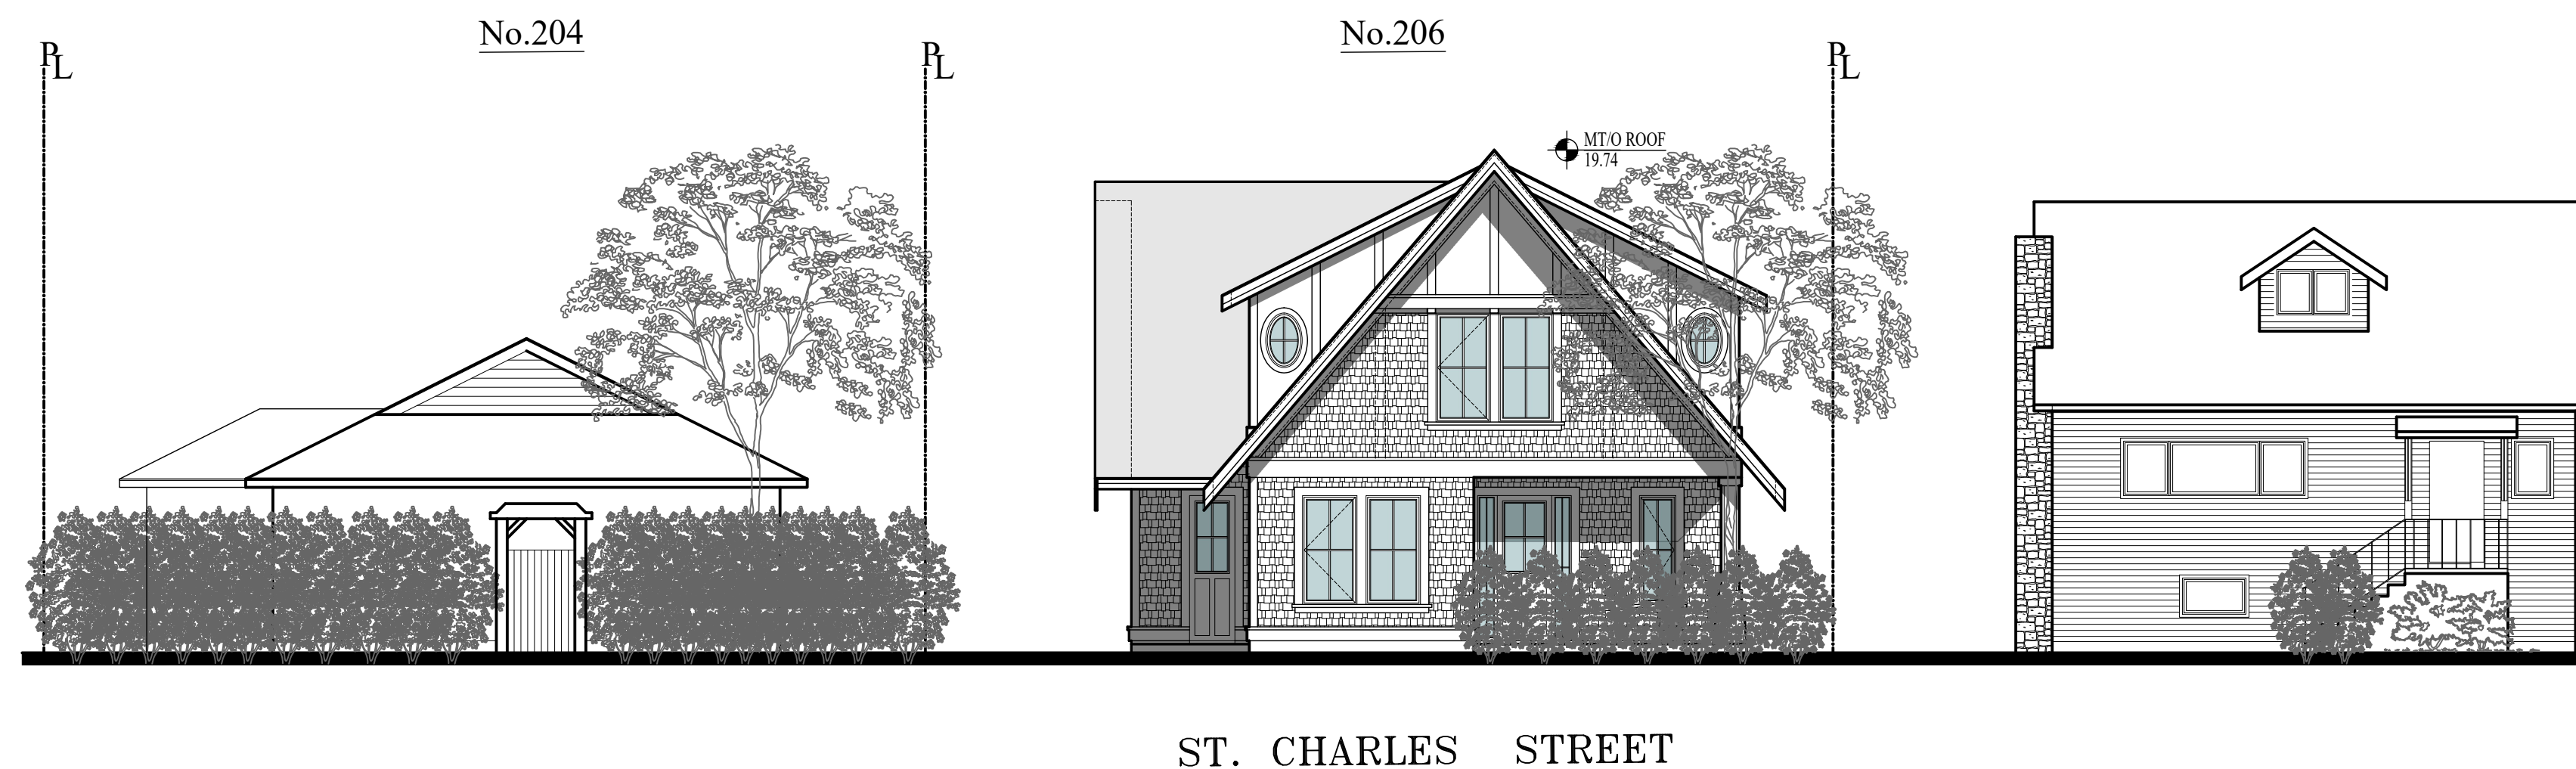 No.204
No.206
PL
PL
PL
MT/O ROOF
19.74
ST. CHARLES STREET